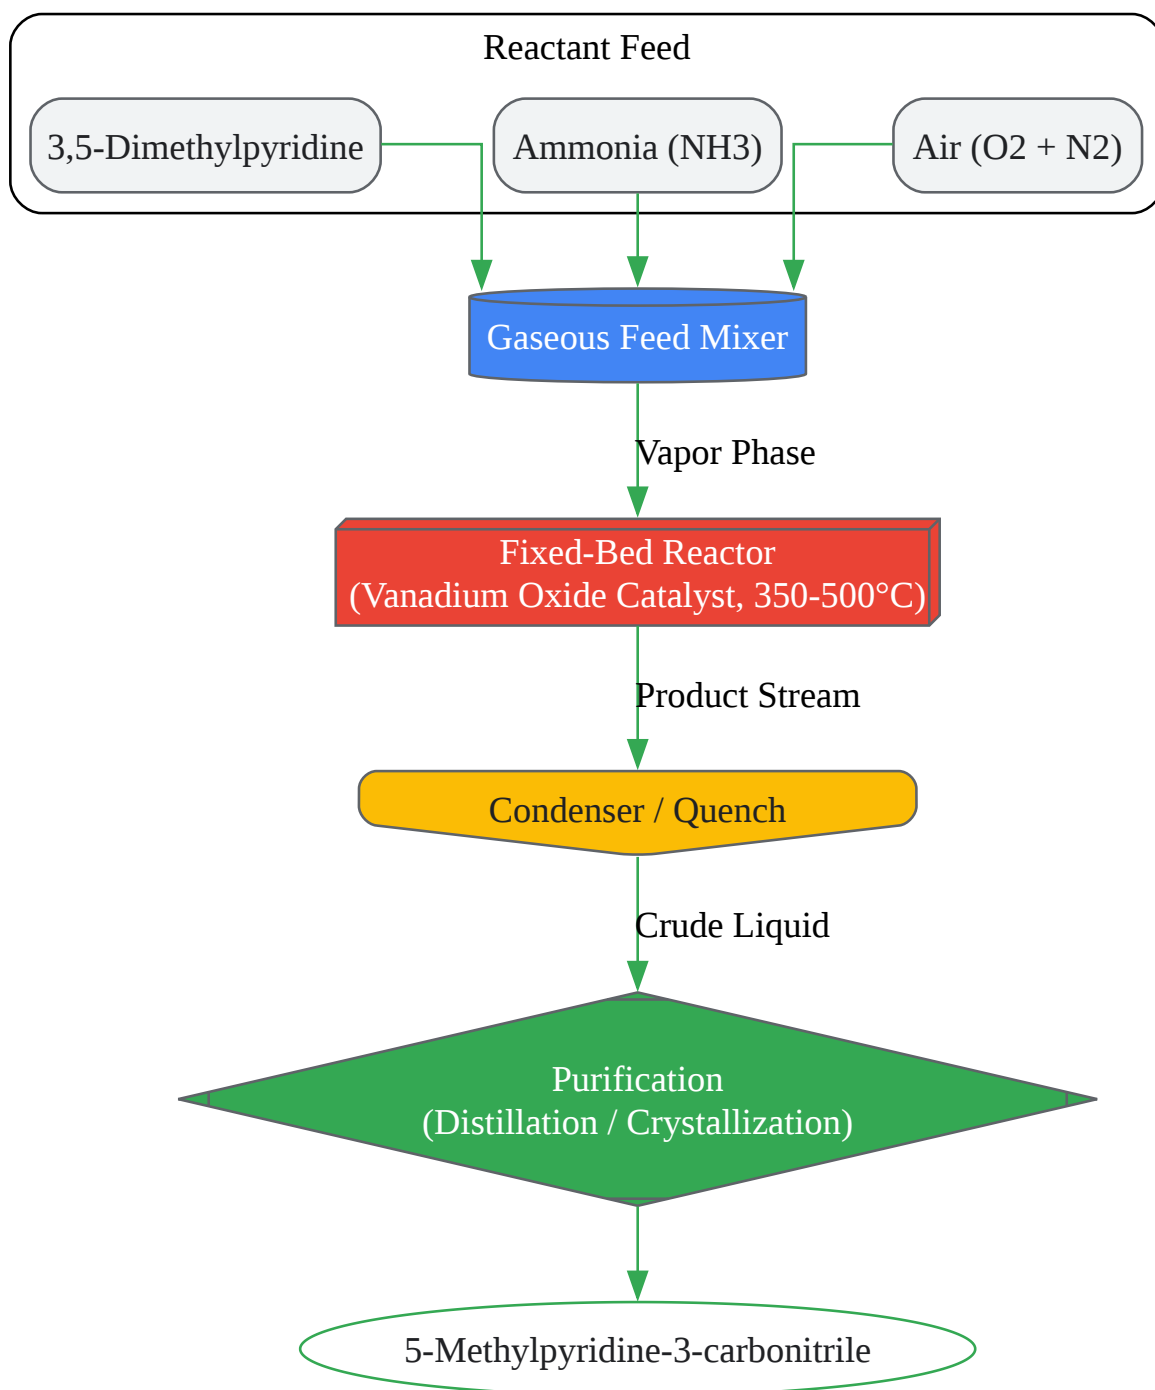 Reactant Feed
3,5-Dimethylpyridine
Ammonia (NH3)
Air (O2 + N2)
Gaseous Feed Mixer
Vapor Phase
Fixed-Bed Reactor
(Vanadium Oxide Catalyst, 350-500°C)
Product Stream
Condenser / Quench
Crude Liquid
Purification
(Distillation / Crystallization)
5-Methylpyridine-3-carbonitrile